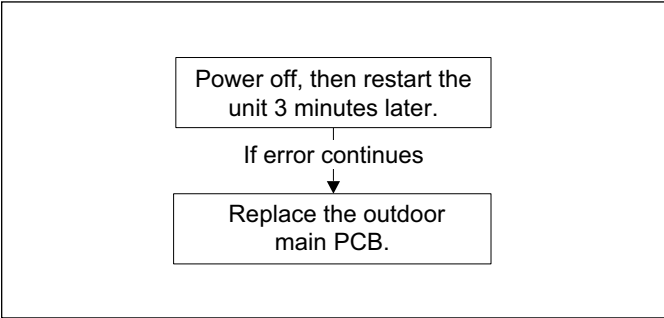 Power off, then restart the
unit 3 minutes later.
If error continues
Replace the outdoor
main PCB.